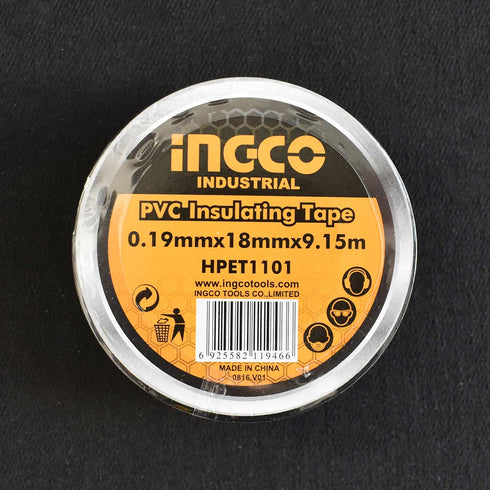 INGCO
INDUSTRIAL
PVC Insulating Tape
0.19mmx18mmx9.15m
HPET1101
www.ingcotools.com
INGCO TOOLS CO.,LIMITED
6 925582 119466
MADE IN CHINA
0816.V01